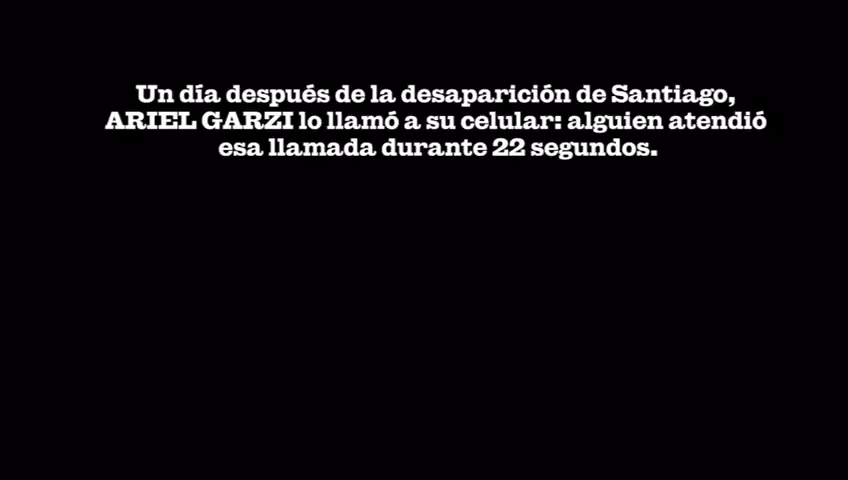 Un día después de la desaparición de Santiago,
ARIEL GARZI lo llamó a su celular: alguien atendió
esa llamada durante 22 segundos.